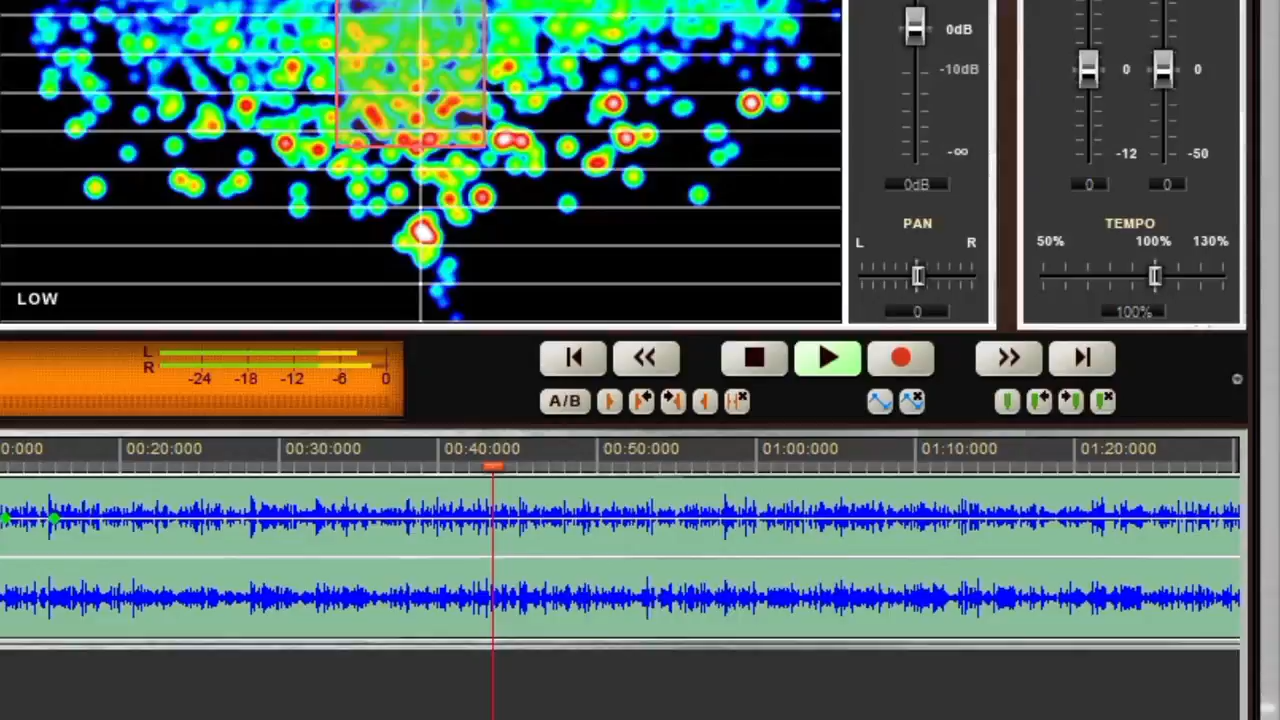 0dB
-10dB
-∞
0dB
PAN
L R
0
0 0
-12 -50
0 0
TEMPO
50% 100% 130%
100%
LOW
L
R
-24 -18 -12 -6 0
A/B
0:000 00:20:000 00:30:000 00:40:000 00:50:000 01:00:000 01:10:000 01:20:000